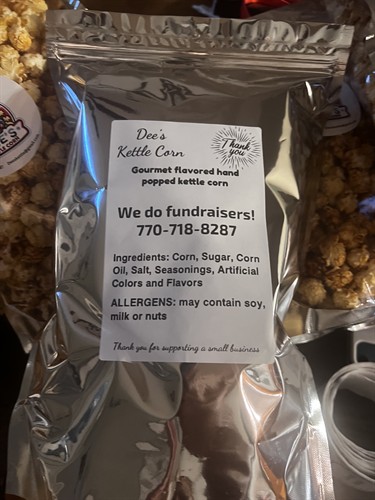 Dee's
Kettle Corn
Thank
you
Gourmet flavored hand
popped kettle corn
We do fundraisers!
770-718-8287
Ingredients: Corn, Sugar, Corn
Oil, Salt, Seasonings, Artificial
Colors and Flavors
ALLERGENS: may contain soy,
milk or nuts
Thank you for supporting a small business